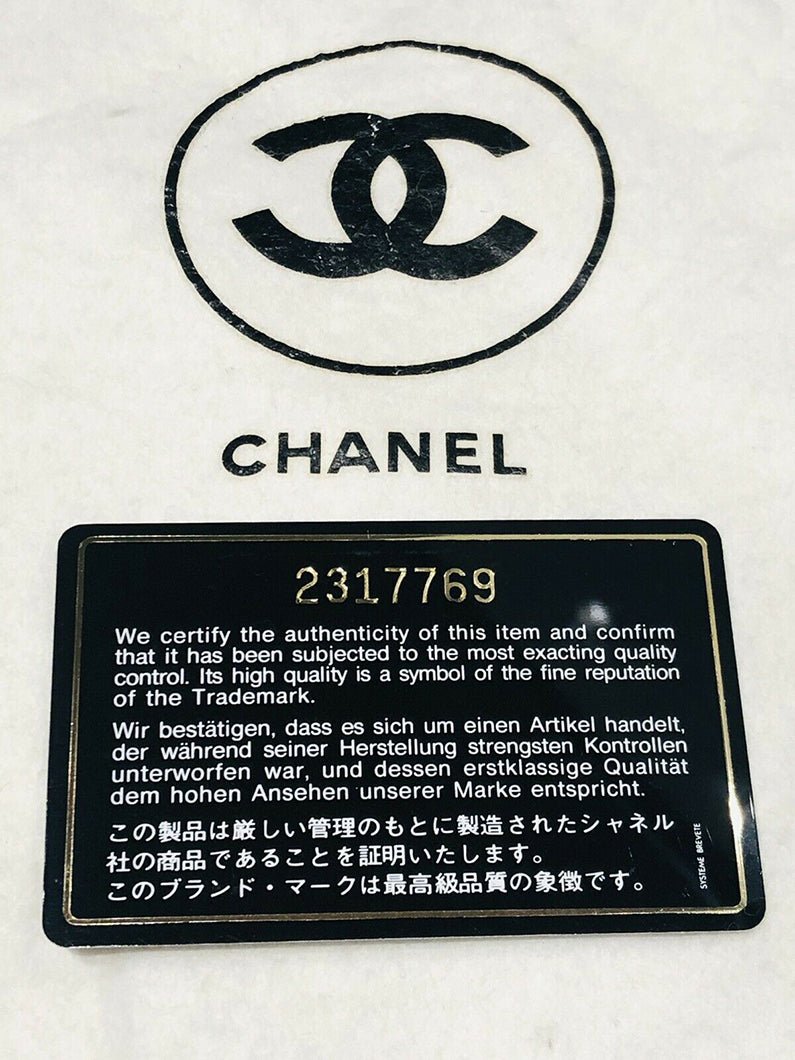 CHANEL
2317769
We certify the authenticity of this item and confirm
that it has been subjected to the most exacting quality
control. Its high quality is a symbol of the fine reputation
of the Trademark.
Wir bestätigen, dass es sich um einen Artikel handelt,
der während seiner Herstellung strengsten Kontrollen
unterworfen war, und dessen erstklassige Qualität
dem hohen Ansehen unserer Marke entspricht.
この製品は厳しい管理のもとに製造されたシャネル
社の商品であることを証明いたします。
このブランド・マークは最高級品質の象徴です。
SYSTEME BREVETE